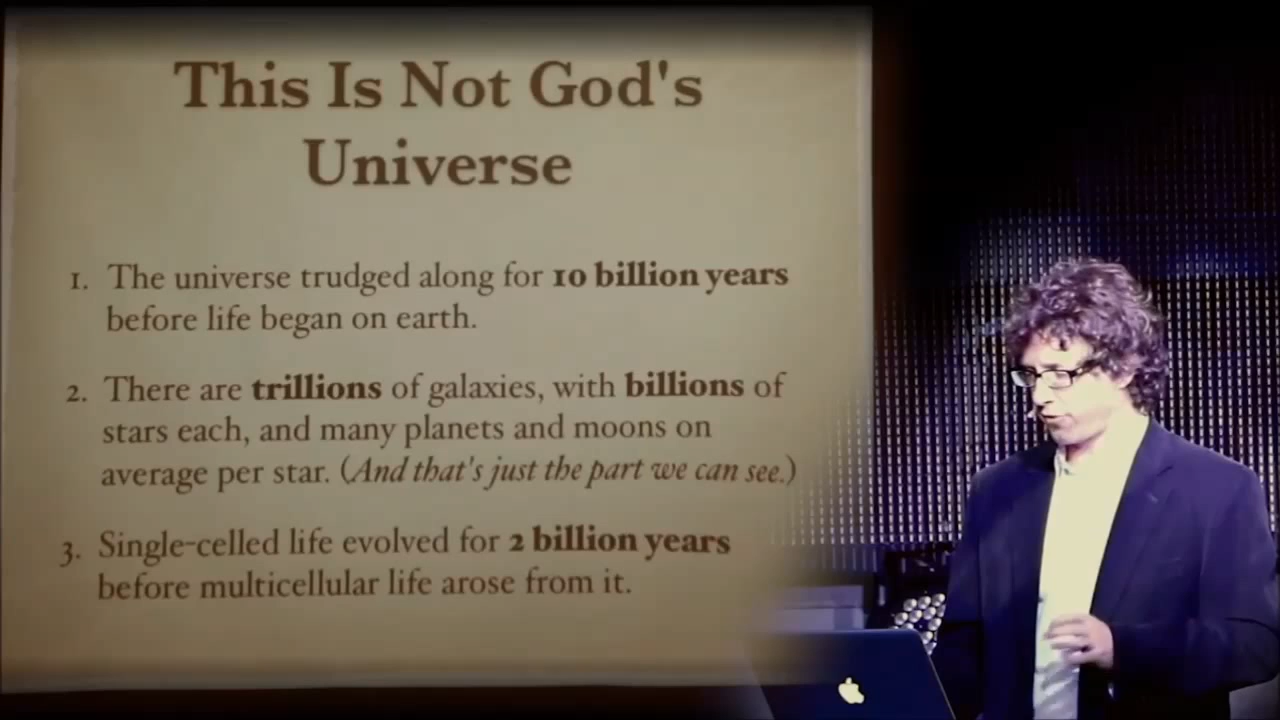 This Is Not God's
Universe
1. The universe trudged along for 10 billion years
before life began on earth.
2. There are trillions of galaxies, with billions of
stars each, and many planets and moons on
average per star. (And that's just the part we can see.)
3. Single-celled life evolved for 2 billion years
before multicellular life arose from it.